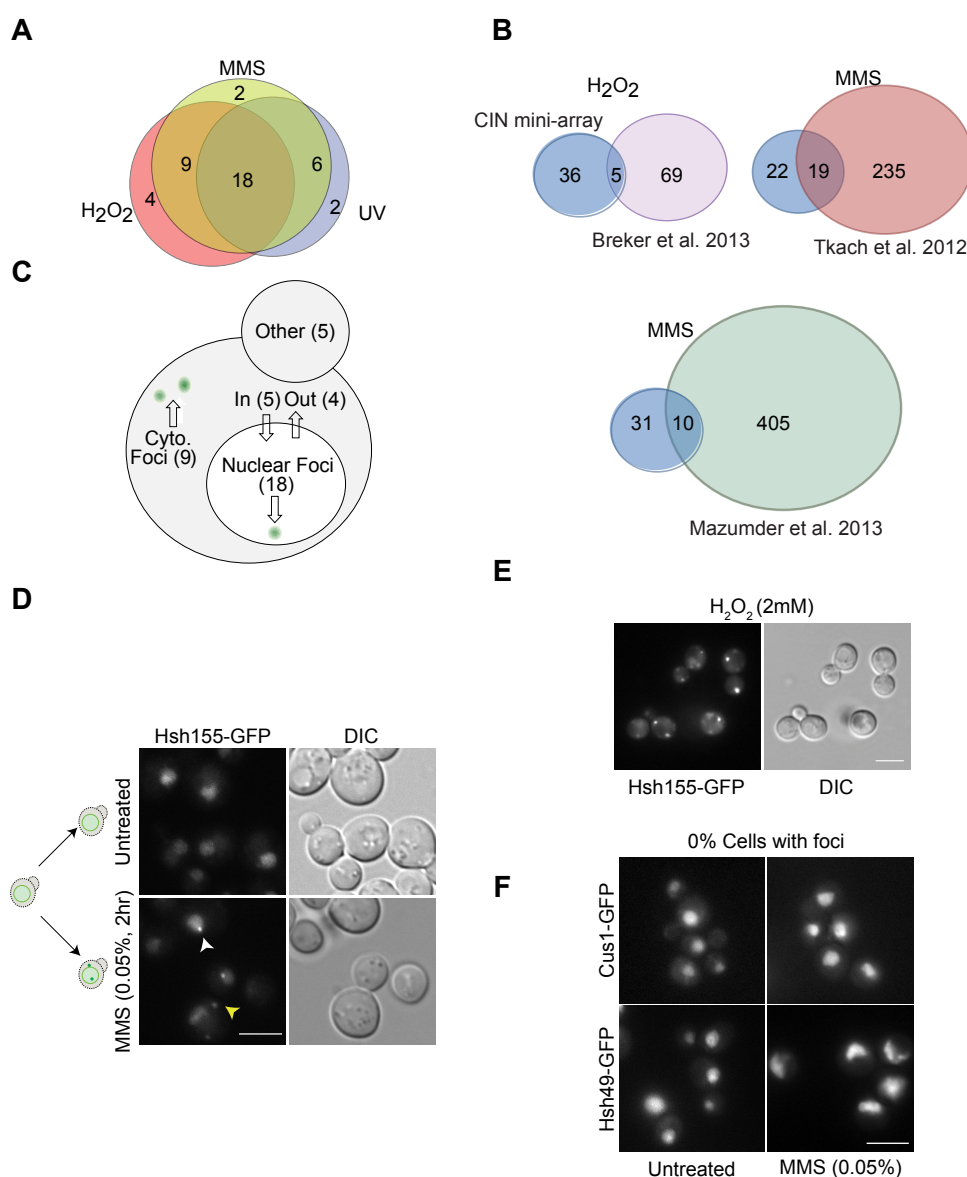 A
MMS
2
9
18
6
4
2
H2O2
UV
B
H2O2
CIN mini-array
36
5
69
Breker et al. 2013
MMS
22
19
235
Tkach et al. 2012
MMS
31
10
405
Mazumder et al. 2013
C
Other (5)
In (5) Out (4)
Cyto.
Foci (9)
Nuclear Foci
(18)
D
Hsh155-GFP
DIC
Untreated
MMS (0.05%, 2hr)
E
H2O2 (2mM)
Hsh155-GFP
DIC
F
0% Cells with foci
Cus1-GFP
Hsh49-GFP
Untreated
MMS (0.05%)